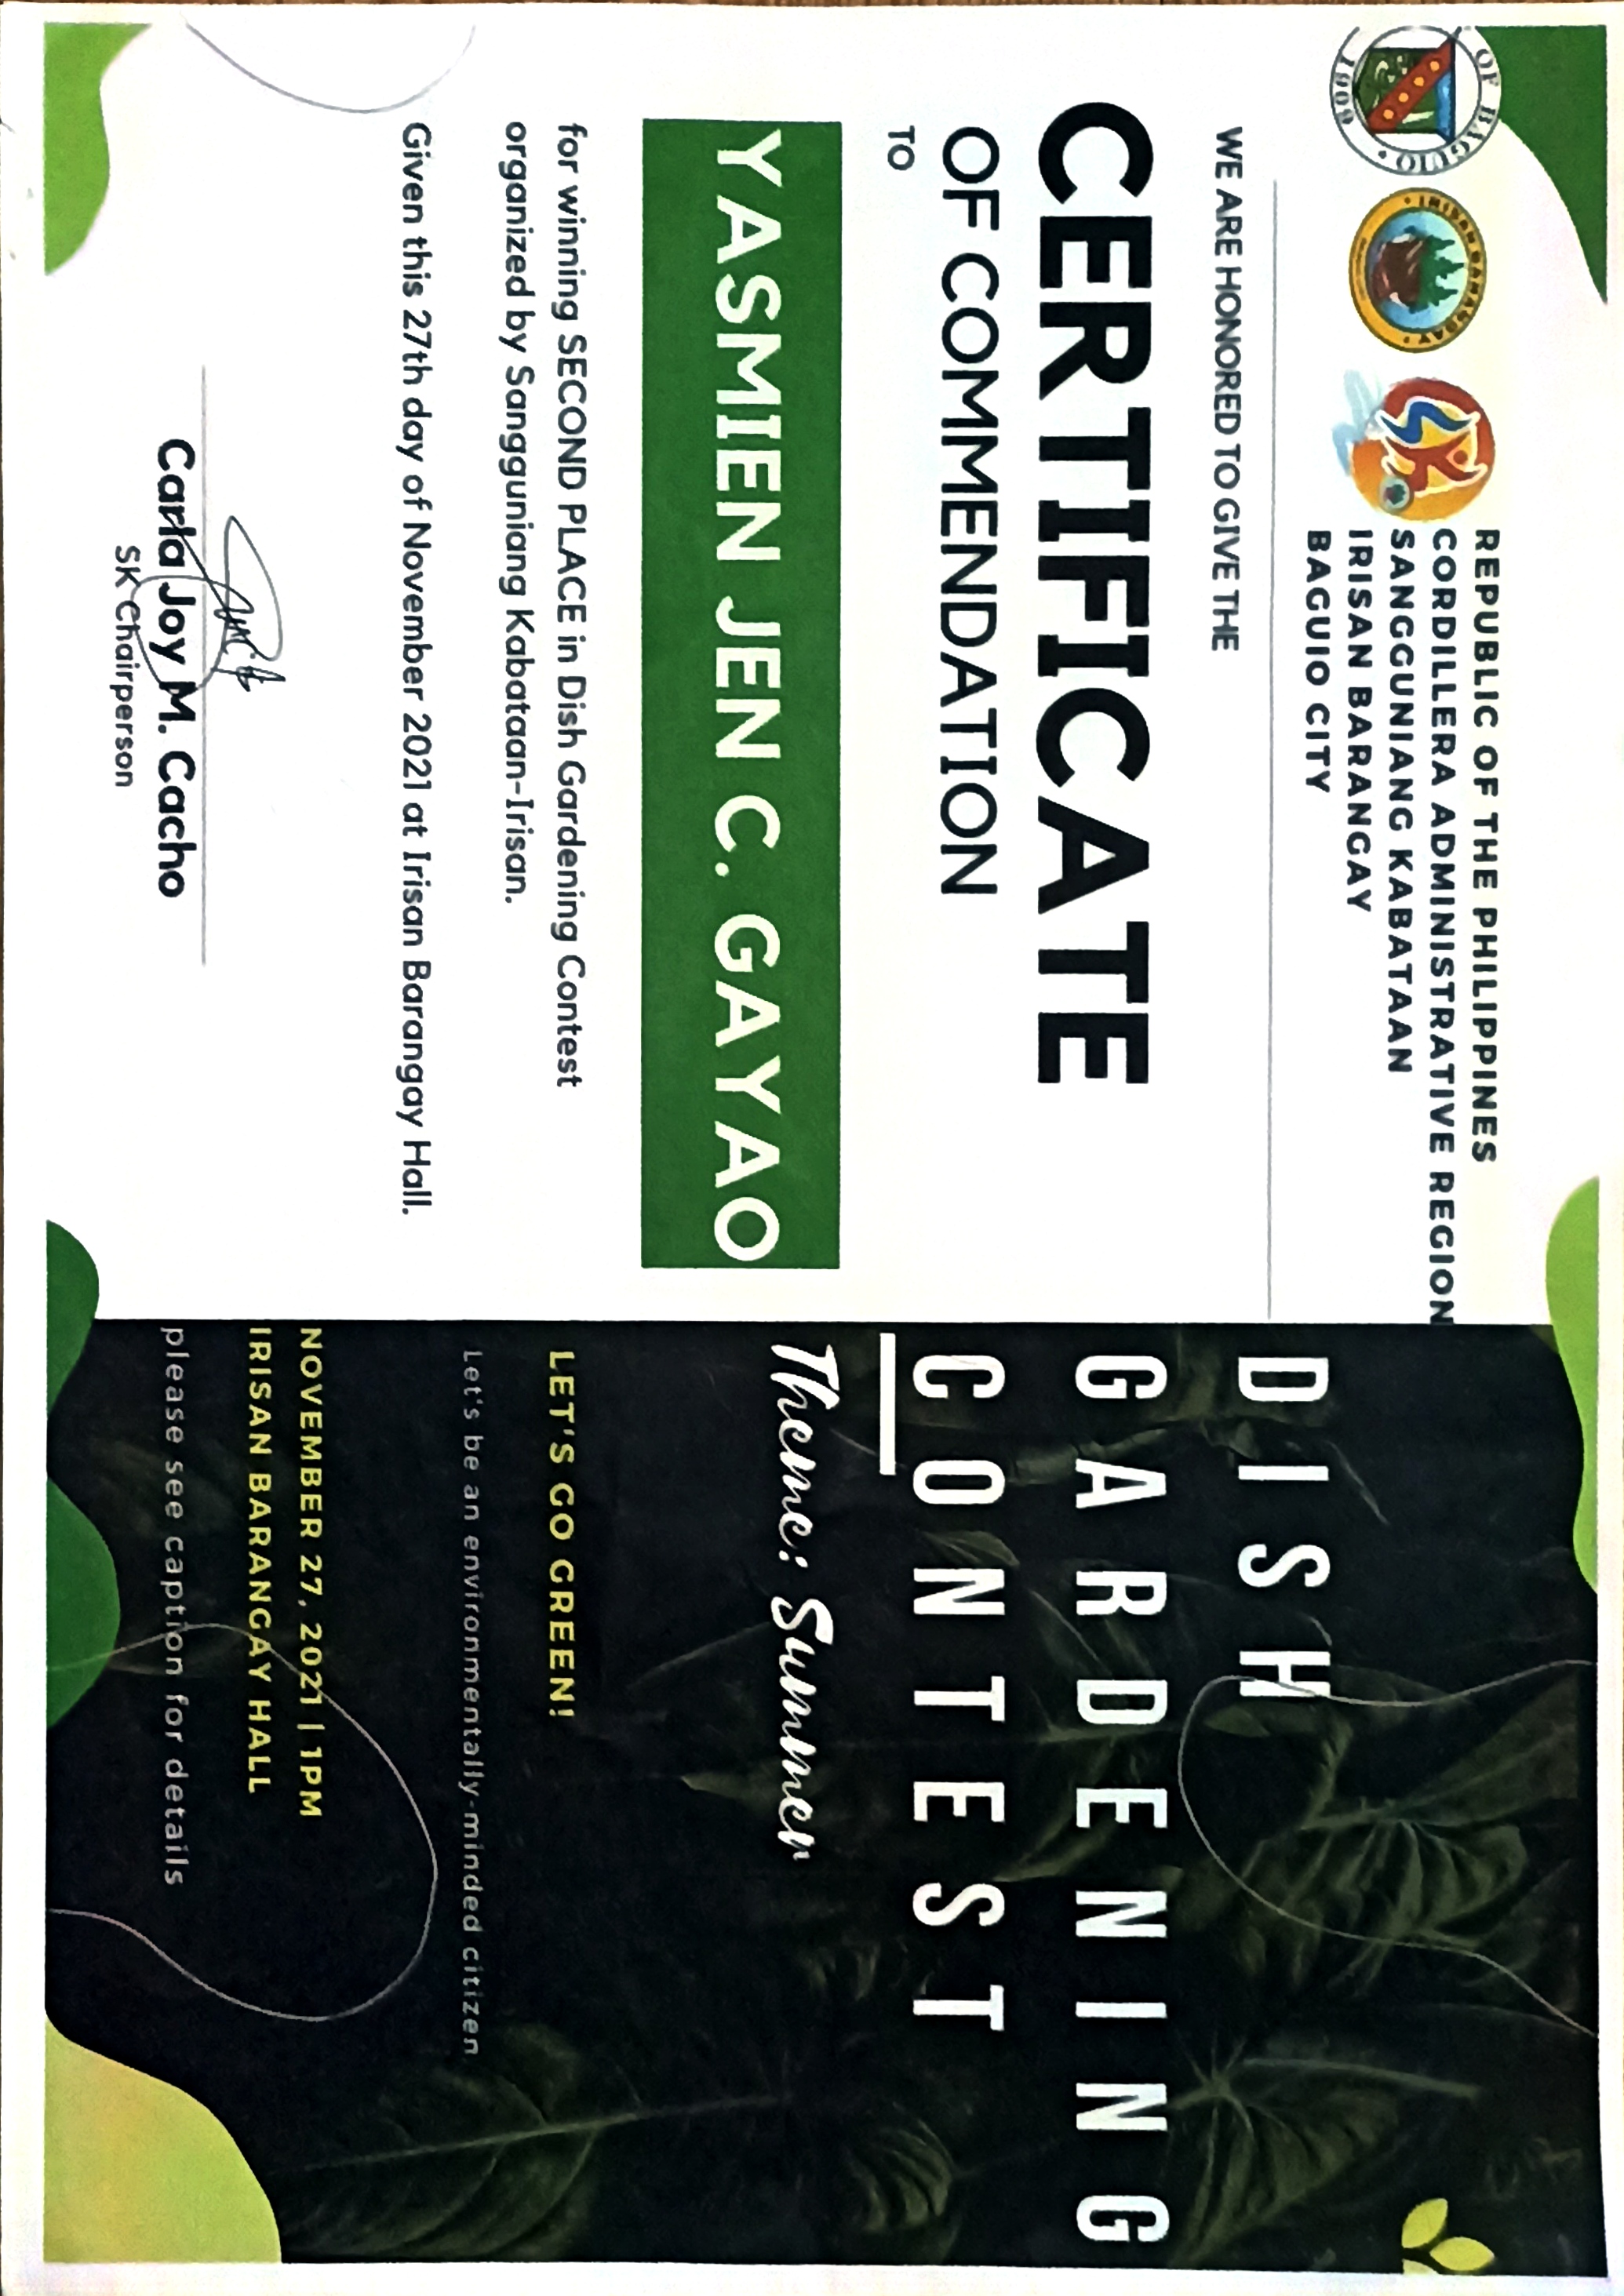 OF BAGUIO
1909
IRISAN BARANGAY
REPUBLIC OF THE PHILIPPINES
CORDILLERA ADMINISTRATIVE REGION
SANGGUNIANG KABATAAN
IRISAN BARANGAY
BAGUIO CITY
WE ARE HONORED TO GIVE THE
CERTIFICATE
OF COMMENDATION
TO
YASMIEN JEN C. GAYAO
for winning SECOND PLACE in Dish Gardening Contest
organized by Sangguniang Kabataan-Irisan.
Given this 27th day of November 2021 at Irisan Barangay Hall.
Carla Joy M. Cacho
SK Chairperson
DISH
GARDENING
CONTEST
Theme: Summer
LET'S GO GREEN!
Let's be an environmentally-minded citizen
NOVEMBER 27, 2021 | 1PM
IRISAN BARANGAY HALL
please see caption for details